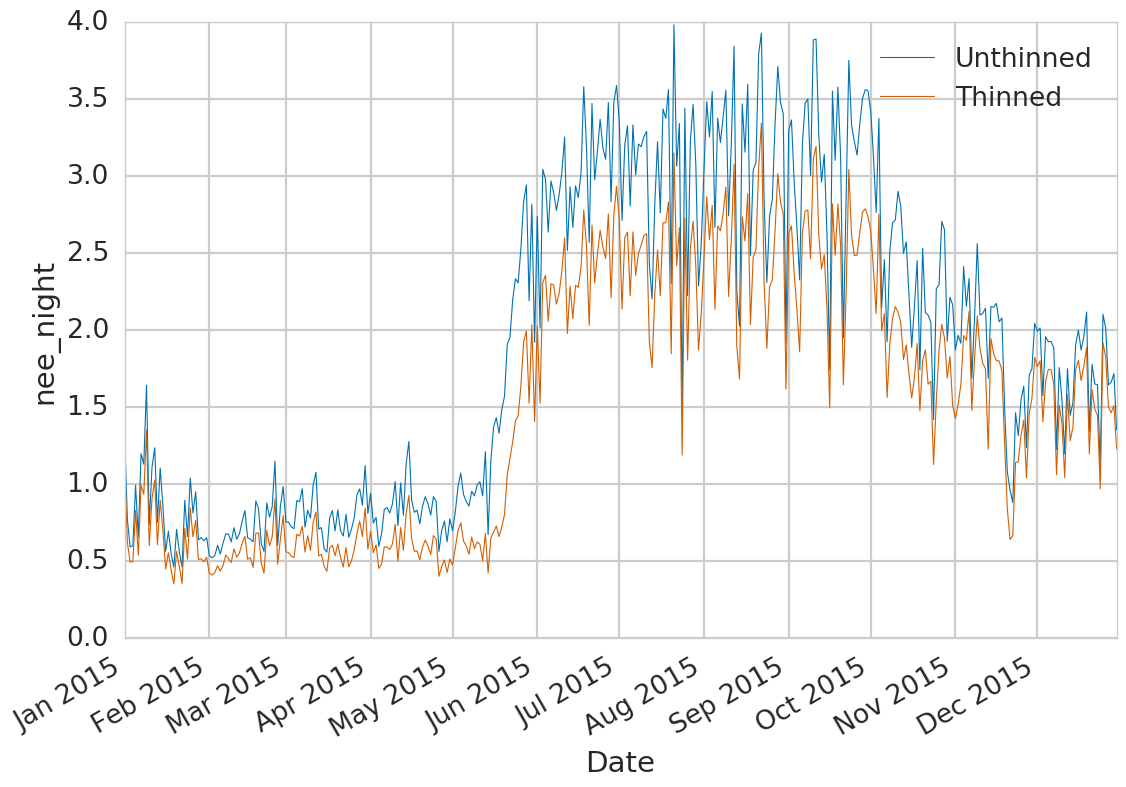 4.0
3.5
3.0
2.5
2.0
1.5
1.0
0.5
0.0
nee_night
Unthinned
Thinned
Jan 2015
Feb 2015
Mar 2015
Apr 2015
May 2015
Jun 2015
Jul 2015
Aug 2015
Sep 2015
Oct 2015
Nov 2015
Dec 2015
Date